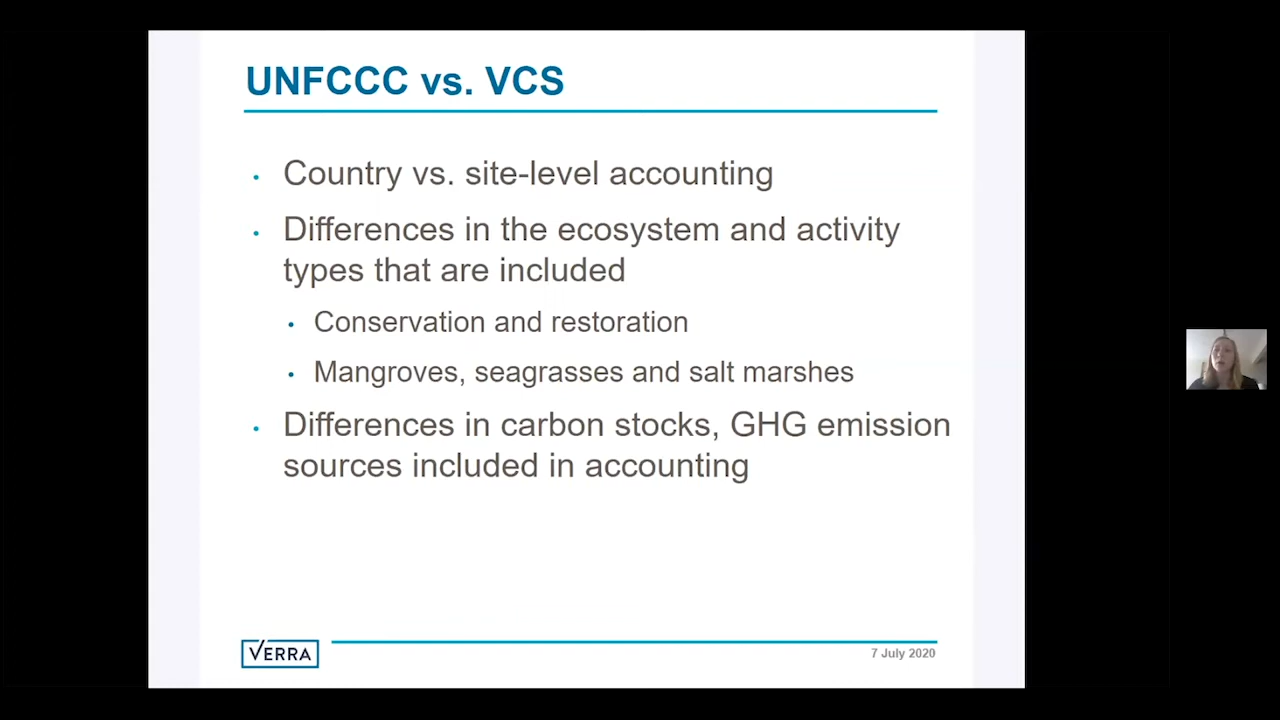 UNFCCC vs. VCS
Country vs. site-level accounting
Differences in the ecosystem and activity
types that are included
Conservation and restoration
Mangroves, seagrasses and salt marshes
Differences in carbon stocks, GHG emission
sources included in accounting
VERRA
7 July 2020